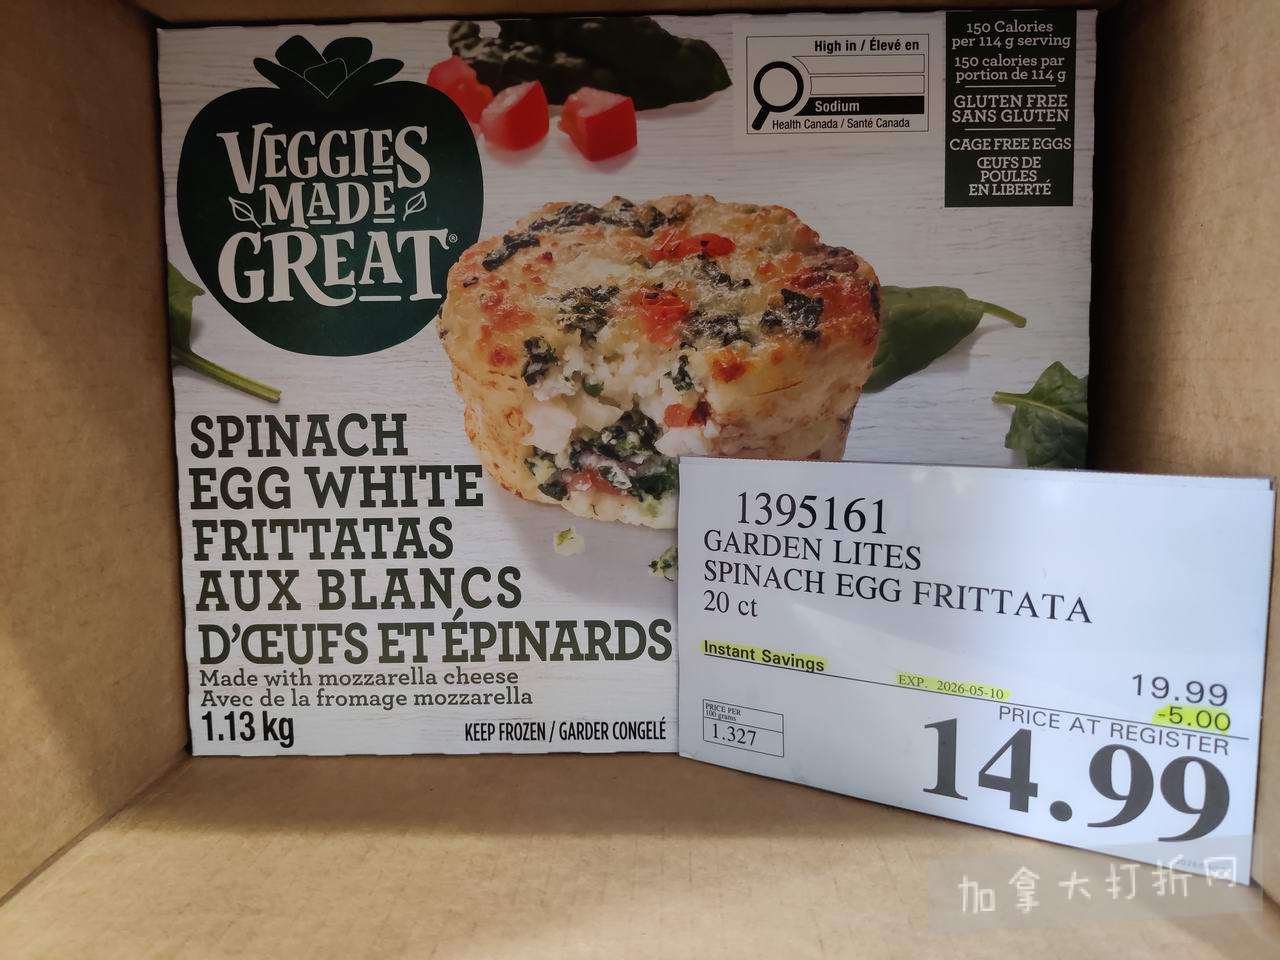 VEGGIES
MADE
GREAT®
High in / Élevé en
Sodium
Health Canada / Santé Canada
150 Calories
per 114 g serving
150 calories par
portion de 114 g
GLUTEN FREE
SANS GLUTEN
CAGE FREE EGGS
ŒUFS DE
POULES
EN LIBERTÉ
SPINACH
EGG WHITE
FRITTATAS
AUX BLANCS
D'ŒUFS ET ÉPINARDS
Made with mozzarella cheese
Avec de la fromage mozzarella
1.13 kg
KEEP FROZEN / GARDER CONGELÉ
1395161
GARDEN LITES
SPINACH EGG FRITTATA
20 ct
Instant Savings
EXP. 2026-05-10
19.99
-5.00
PRICE PER
100 grams
1.327
PRICE AT REGISTER
14.99
加拿大打折网